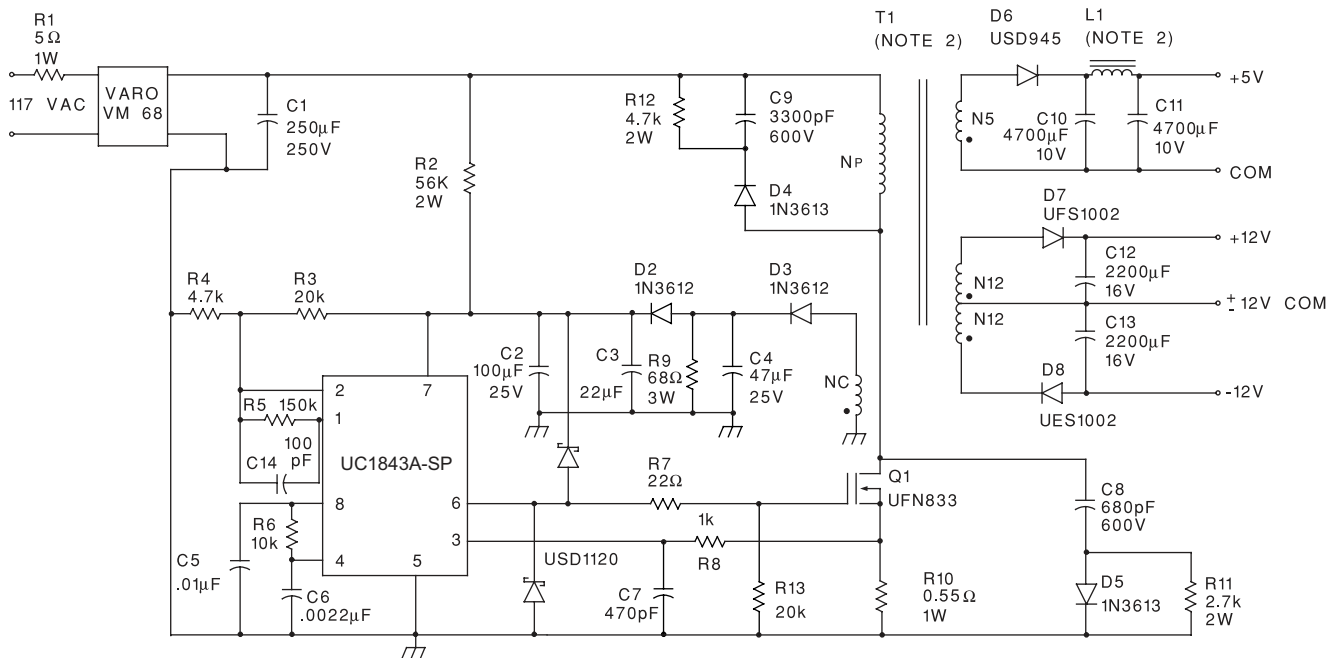 R1
5Ω
1W
117 VAC
VARO
VM 68
C1
250μF
250V
R2
56K
2W
R12
4.7k
2W
C9
3300pF
600V
D4
1N3613
NP
T1
(NOTE 2)
D6
USD945
L1
(NOTE 2)
+5V
N5
C10
4700μF
10V
C11
4700μF
10V
COM
D7
UFS1002
+12V
N12
N12
C12
2200μF
16V
± 12V COM
C13
2200μF
16V
D8
UES1002
-12V
R4
4.7k
R3
20k
D2
1N3612
D3
1N3612
C2
100μF
25V
C3
22μF
R9
68Ω
3W
C4
47μF
25V
NC
2
7
R5 150k
1
100
pF
C14
UC1843A-SP
8
6
R6
10k
3
4
5
C5
.01μF
C6
.0022μF
USD1120
R7
22Ω
1k
R8
C7
470pF
R13
20k
Q1
UFN833
R10
0.55Ω
1W
C8
680pF
600V
D5
1N3613
R11
2.7k
2W